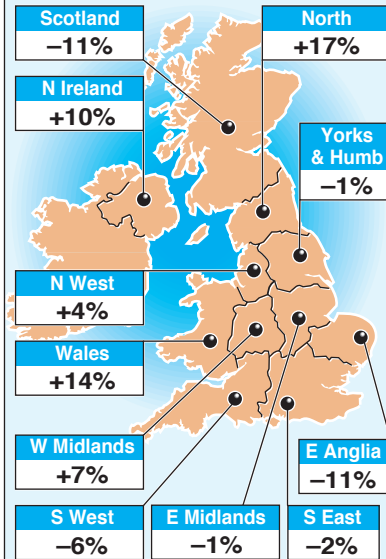 Scotland
–11%
North
+17%
N Ireland
+10%
Yorks
& Humb
–1%
N West
+4%
Wales
+14%
W Midlands
+7%
E Anglia
–11%
S West
–6%
E Midlands
–1%
S East
–2%